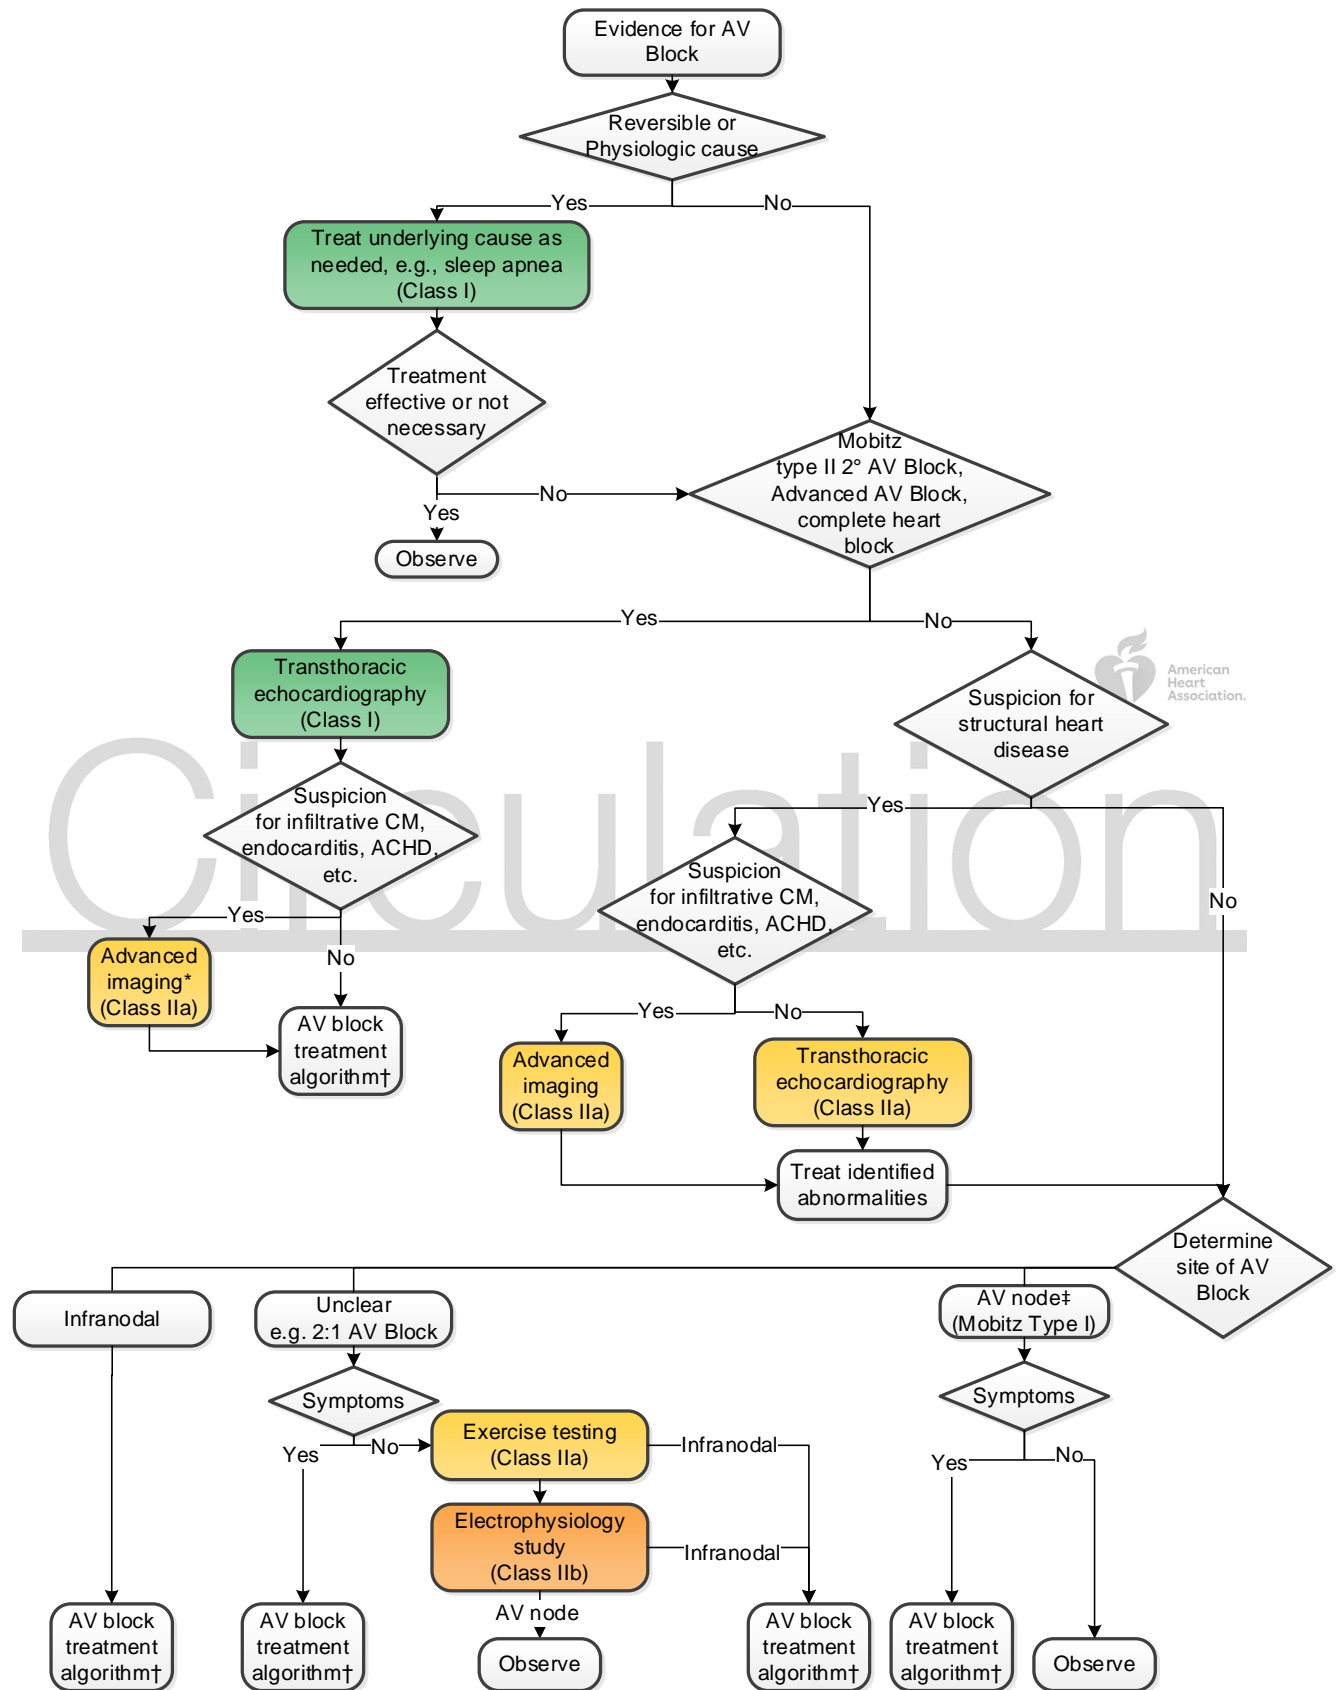 Evidence for AV
Block
Reversible or
Physiologic cause
Yes
No
Treat underlying cause as
needed, e.g., sleep apnea
(Class I)
Treatment
effective or not
necessary
Mobitz
type II 2° AV Block,
Advanced AV Block,
complete heart
block
No
Yes
Observe
Yes
No
Transthoracic
echocardiography
(Class I)
American
Heart
Association.
Suspicion for
structural heart
disease
Circulation
Suspicion
for infiltrative CM,
endocarditis, ACHD,
etc.
Yes
Suspicion
for infiltrative CM,
endocarditis, ACHD,
etc.
No
Yes
No
Advanced
imaging*
(Class IIa)
AV block
treatment
algorithm†
Yes
No
Advanced
imaging
(Class IIa)
Transthoracic
echocardiography
(Class IIa)
Treat identified
abnormalities
Determine
site of AV
Block
Infranodal
Unclear
e.g. 2:1 AV Block
AV node‡
(Mobitz Type I)
Symptoms
Symptoms
Yes
No
Exercise testing
(Class IIa)
Infranodal
Yes
No
Electrophysiology
study
(Class IIb)
Infranodal
AV node
AV block
treatment
algorithm†
AV block
treatment
algorithm†
Observe
AV block
treatment
algorithm†
AV block
treatment
algorithm†
Observe